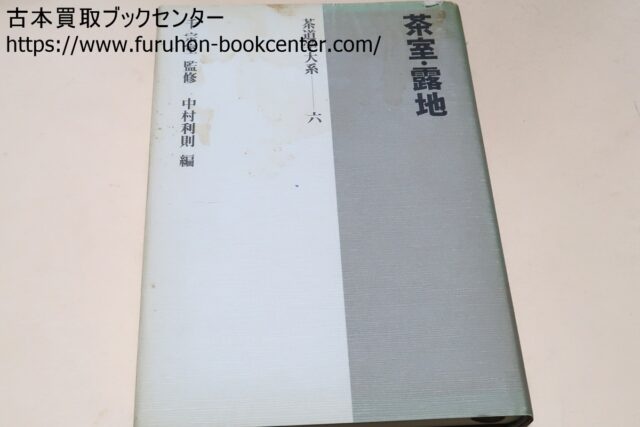 古本買取ブックセンター
https://www.furuhon-bookcenter.com/
茶室・露地
茶道 大系――六
宗 監修
中村利則 編